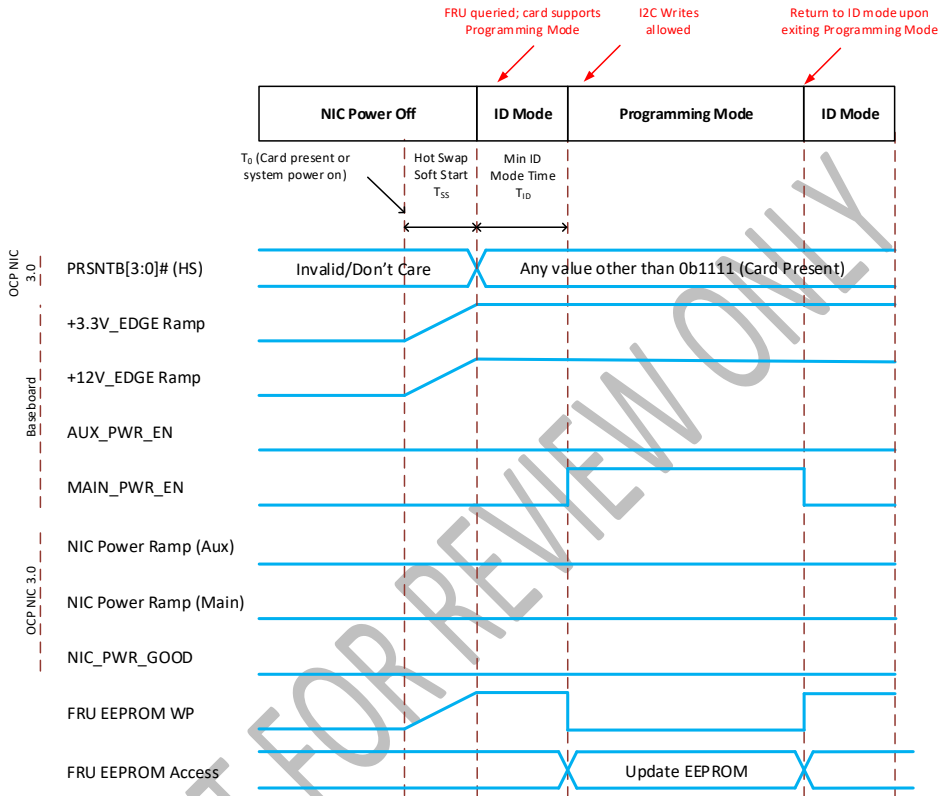 FRU queried; card supports
Programming Mode
I2C Writes
allowed
Return to ID mode upon
exiting Programming Mode
NIC Power Off
ID Mode
Programming Mode
ID Mode
T0 (Card present or
system power on)
Hot Swap
Soft Start
TSS
Min ID
Mode Time
TID
OCP NIC
3.0
PRSNTB[3:0]# (HS)
Invalid/Don't Care
Any value other than 0b1111 (Card Present)
Baseboard
+3.3V_EDGE Ramp
+12V_EDGE Ramp
AUX_PWR_EN
MAIN_PWR_EN
OCP NIC 3.0
NIC Power Ramp (Aux)
NIC Power Ramp (Main)
NIC_PWR_GOOD
FRU EEPROM WP
FRU EEPROM Access
Update EEPROM
T FOR REVIEW ONLY